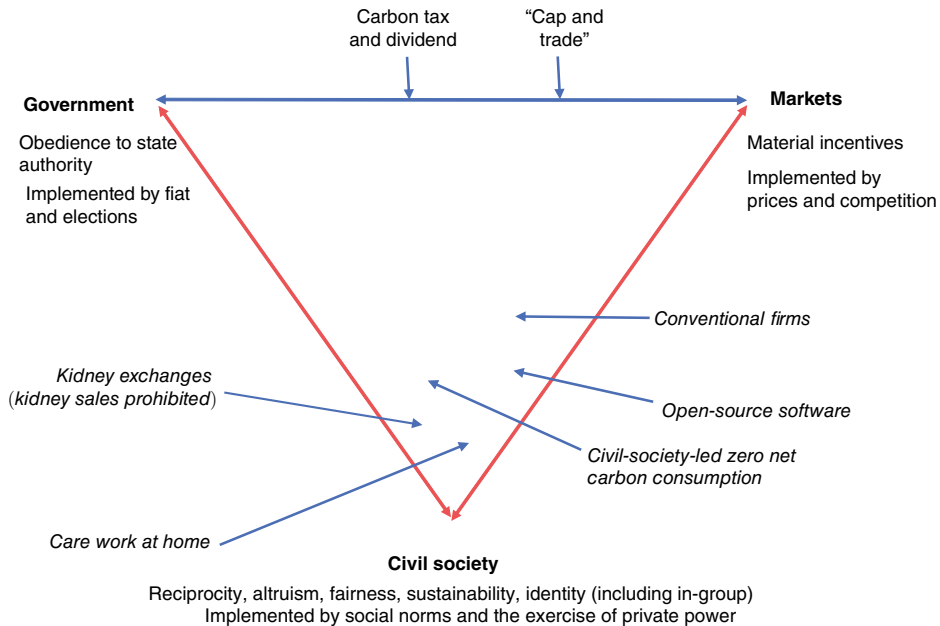 Carbon tax
and dividend
“Cap and
trade”
Government
Markets
Obedience to state
authority
Implemented by fiat
and elections
Material incentives
Implemented by
prices and competition
Conventional firms
Kidney exchanges
(kidney sales prohibited)
Open-source software
Civil-society-led zero net
carbon consumption
Care work at home
Civil society
Reciprocity, altruism, fairness, sustainability, identity (including in-group)
Implemented by social norms and the exercise of private power